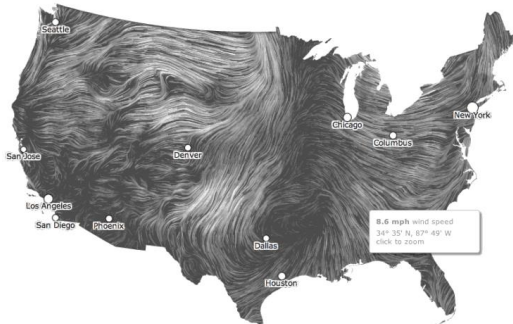 Seattle
New York
Chicago
Columbus
San Jose
Denver
Los Angeles
San Diego
Phoenix
8.6 mph wind speed
34° 35' N, 87° 49' W
click to zoom
Dallas
Houston